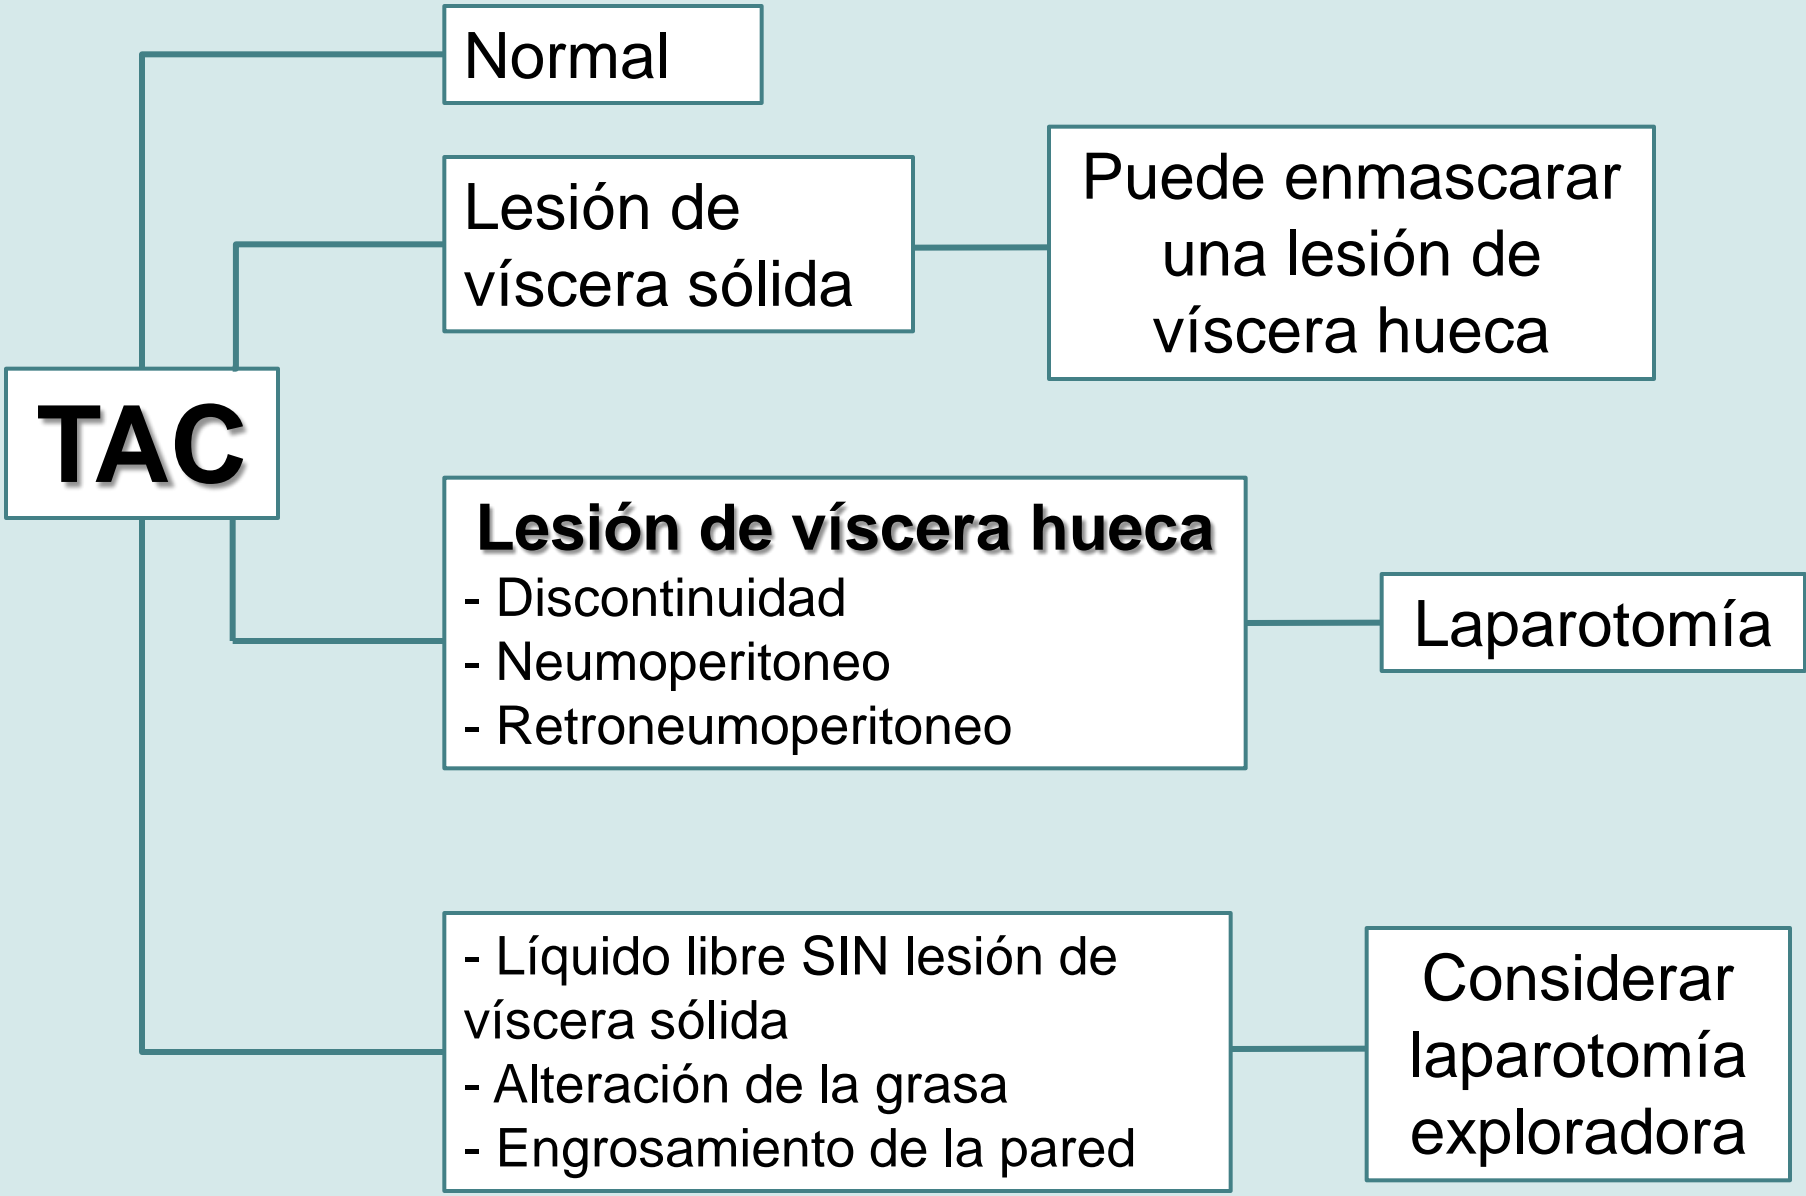 Normal
Lesión de
víscera sólida
Puede enmascarar
una lesión de
víscera hueca
TAC
Lesión de víscera hueca
- Discontinuidad
- Neumoperitoneo
- Retroneumoperitoneo
Laparotomía
- Líquido libre SIN lesión de
víscera sólida
- Alteración de la grasa
- Engrosamiento de la pared
Considerar
laparotomía
exploradora